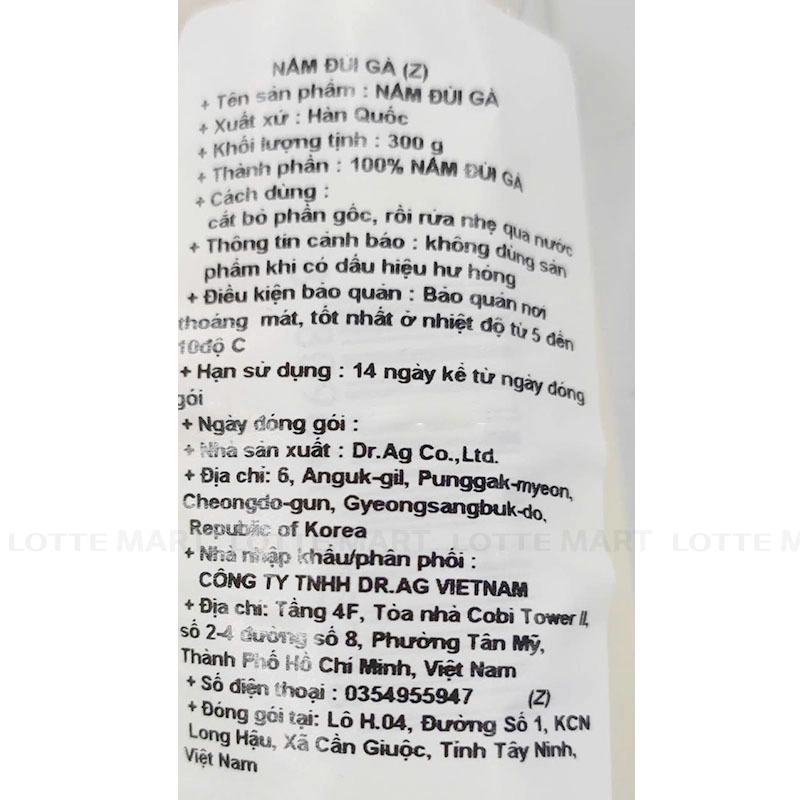 NẤM ĐÙI GÀ (Z)
+ Tên sản phẩm : NẤM ĐÙI GÀ
+ Xuất xứ : Hàn Quốc
+ Khối lượng tịnh : 300 g
+ Thành phần : 100% NẤM ĐÙI GÀ
+ Cách dùng :
cắt bỏ phần gốc, rồi rửa nhẹ qua nước
+ Thông tin cảnh báo : không dùng sản
phẩm khi có dấu hiệu hư hỏng
+ Điều kiện bảo quản : Bảo quản nơi
thoáng mát, tốt nhất ở nhiệt độ từ 5 đến
10độ C
+ Hạn sử dụng : 14 ngày kể từ ngày đóng
gói
+ Ngày đóng gói :
+ Nhà sản xuất : Dr.Ag Co.,Ltd.
+ Địa chỉ: 6, Anguk-gil, Punggak-myeon,
Cheongdo-gun, Gyeongsangbuk-do,
Republic of Korea
LOTTE MART LOTTE MART LOTTE MART
+ Nhà nhập khẩu/phân phối :
CÔNG TY TNHH DR.AG VIETNAM
+ Địa chỉ: Tầng 4F, Tòa nhà Cobi Tower II,
số 2-4 đường số 8, Phường Tân Mỹ,
Thành Phố Hồ Chí Minh, Việt Nam
+ Số điện thoại : 0354955947 (Z)
+ Đóng gói tại: Lô H.04, Đường Số 1, KCN
Long Hậu, Xã Cần Giuộc, Tỉnh Tây Ninh,
Việt Nam